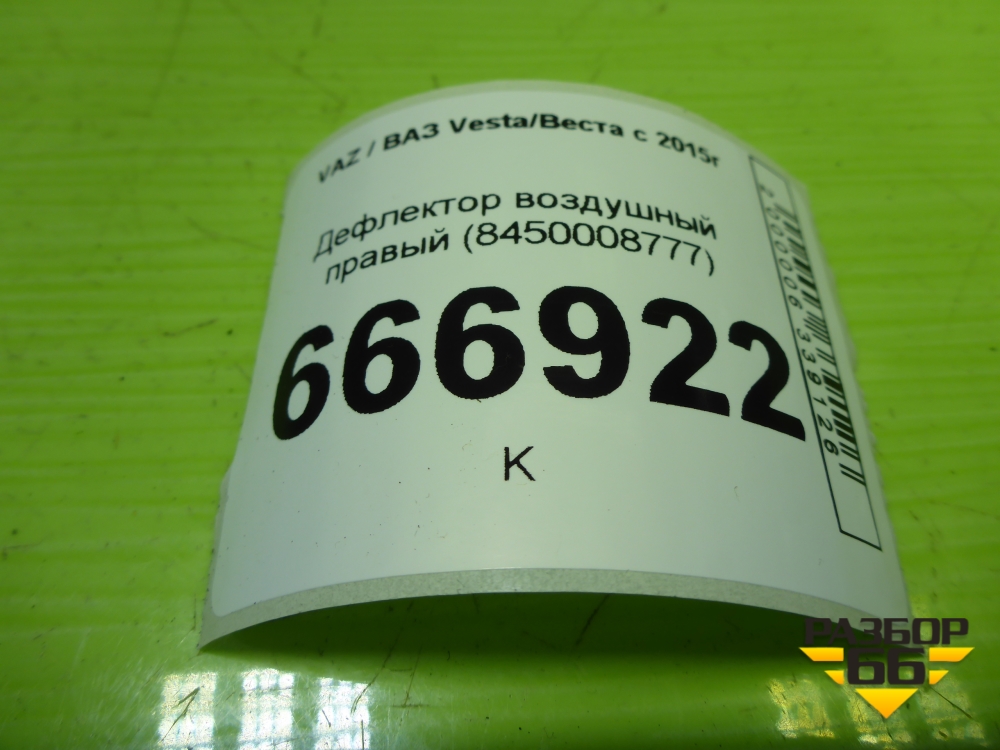 VAZ / ВАЗ Vesta/Веста с 2015г
Дефлектор воздушный
правый (8450008777)
666922
К
2000006339126
РАЗБОР
66